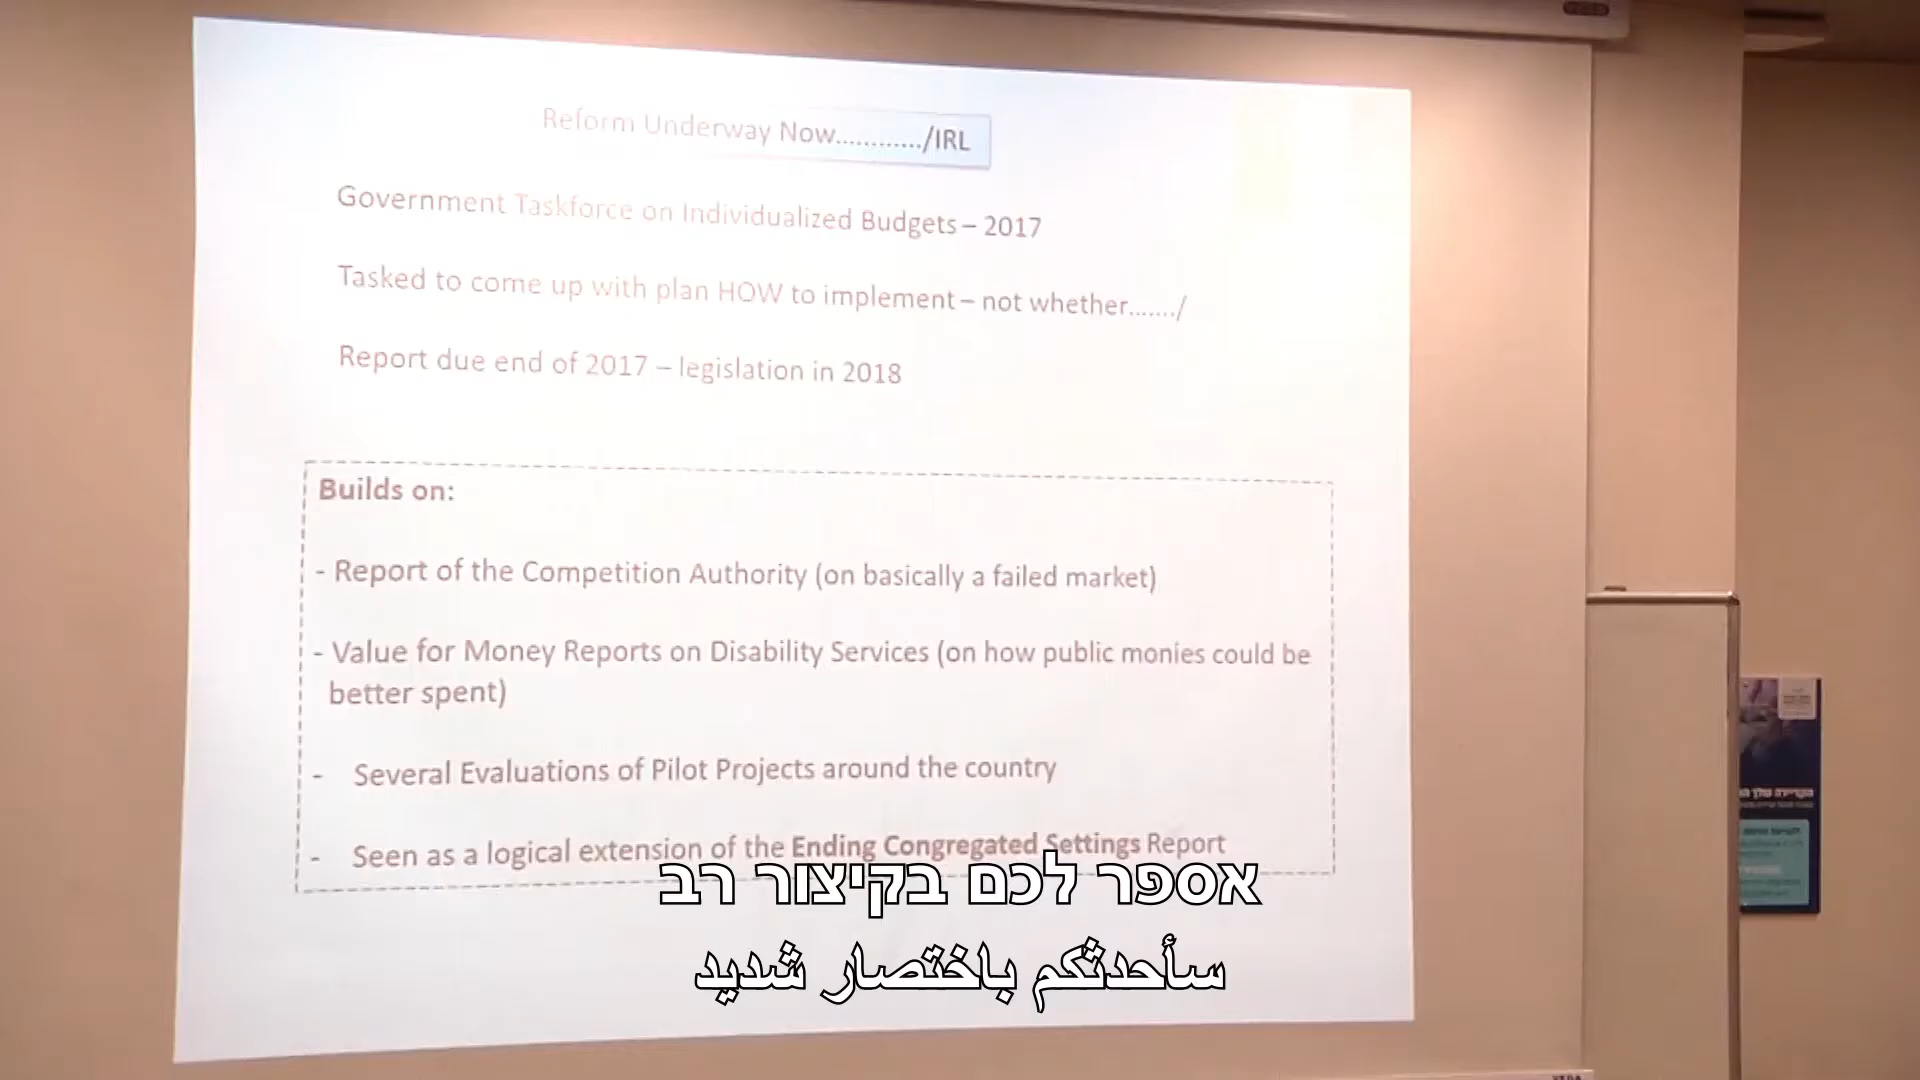 Reform Underway Now............/IRL
Government Taskforce on Individualized Budgets – 2017
Tasked to come up with plan HOW to implement – not whether......./
Report due end of 2017 – legislation in 2018
Builds on:
- Report of the Competition Authority (on basically a failed market)
- Value for Money Reports on Disability Services (on how public monies could be
better spent)
- Several Evaluations of Pilot Projects around the country
- Seen as a logical extension of the Ending Congregated Settings Report
אספר לכם בקיצור רב
سأحدثكم باختصار شديد